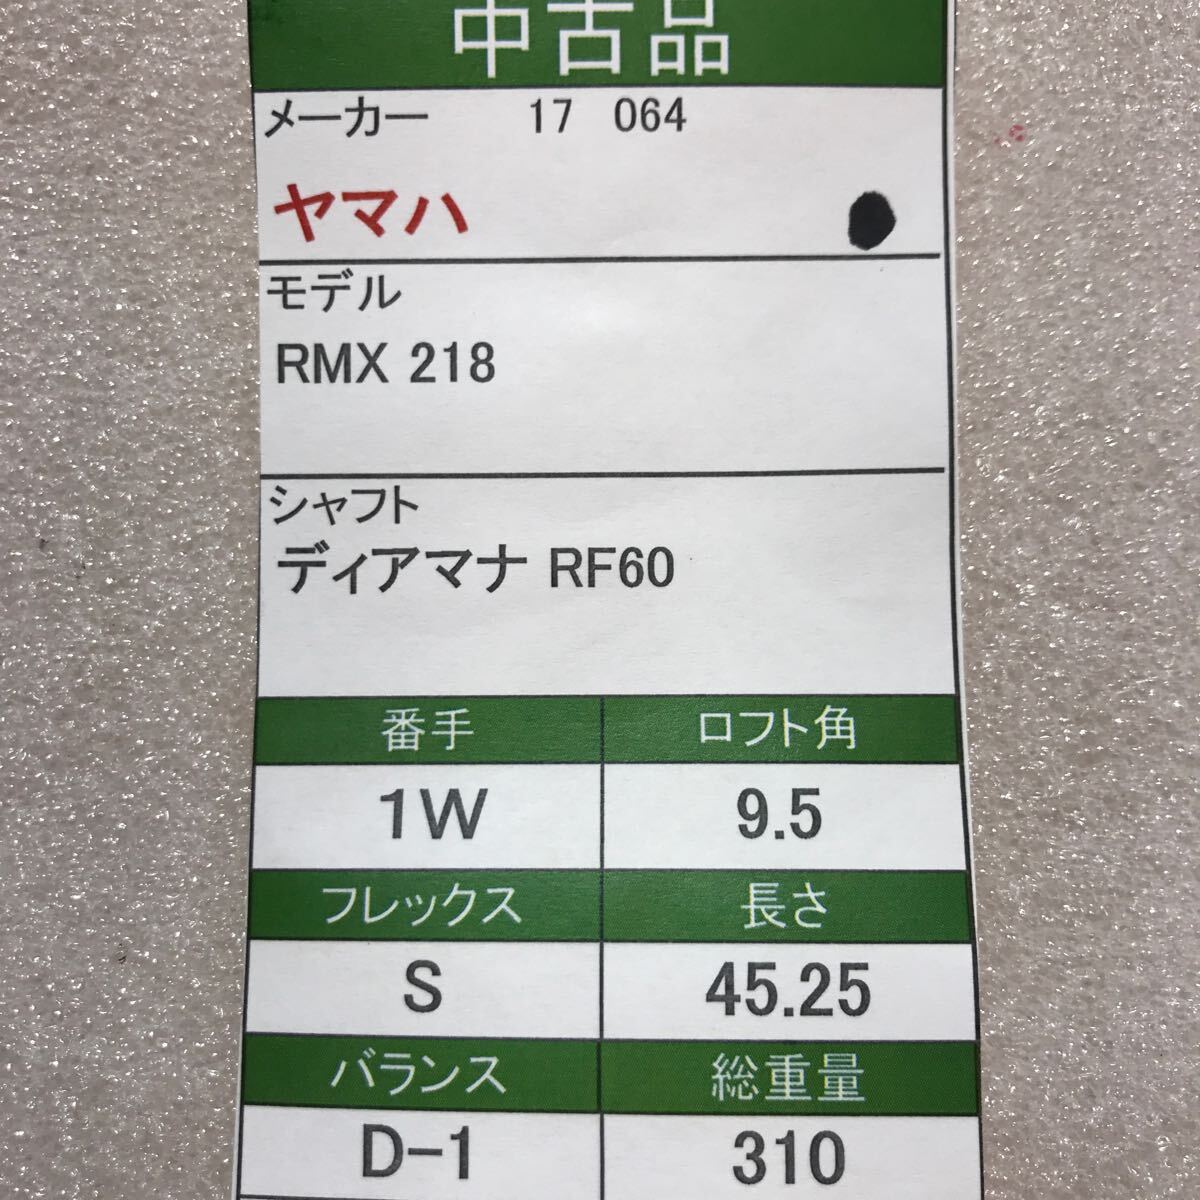 中古品
メーカー 17 064
ヤマハ
モデル
RMX 218
シャフト
ディアマナ RF60
番手 ロフト角
1W 9.5
フレックス 長さ
S 45.25
バランス 総重量
D-1 310